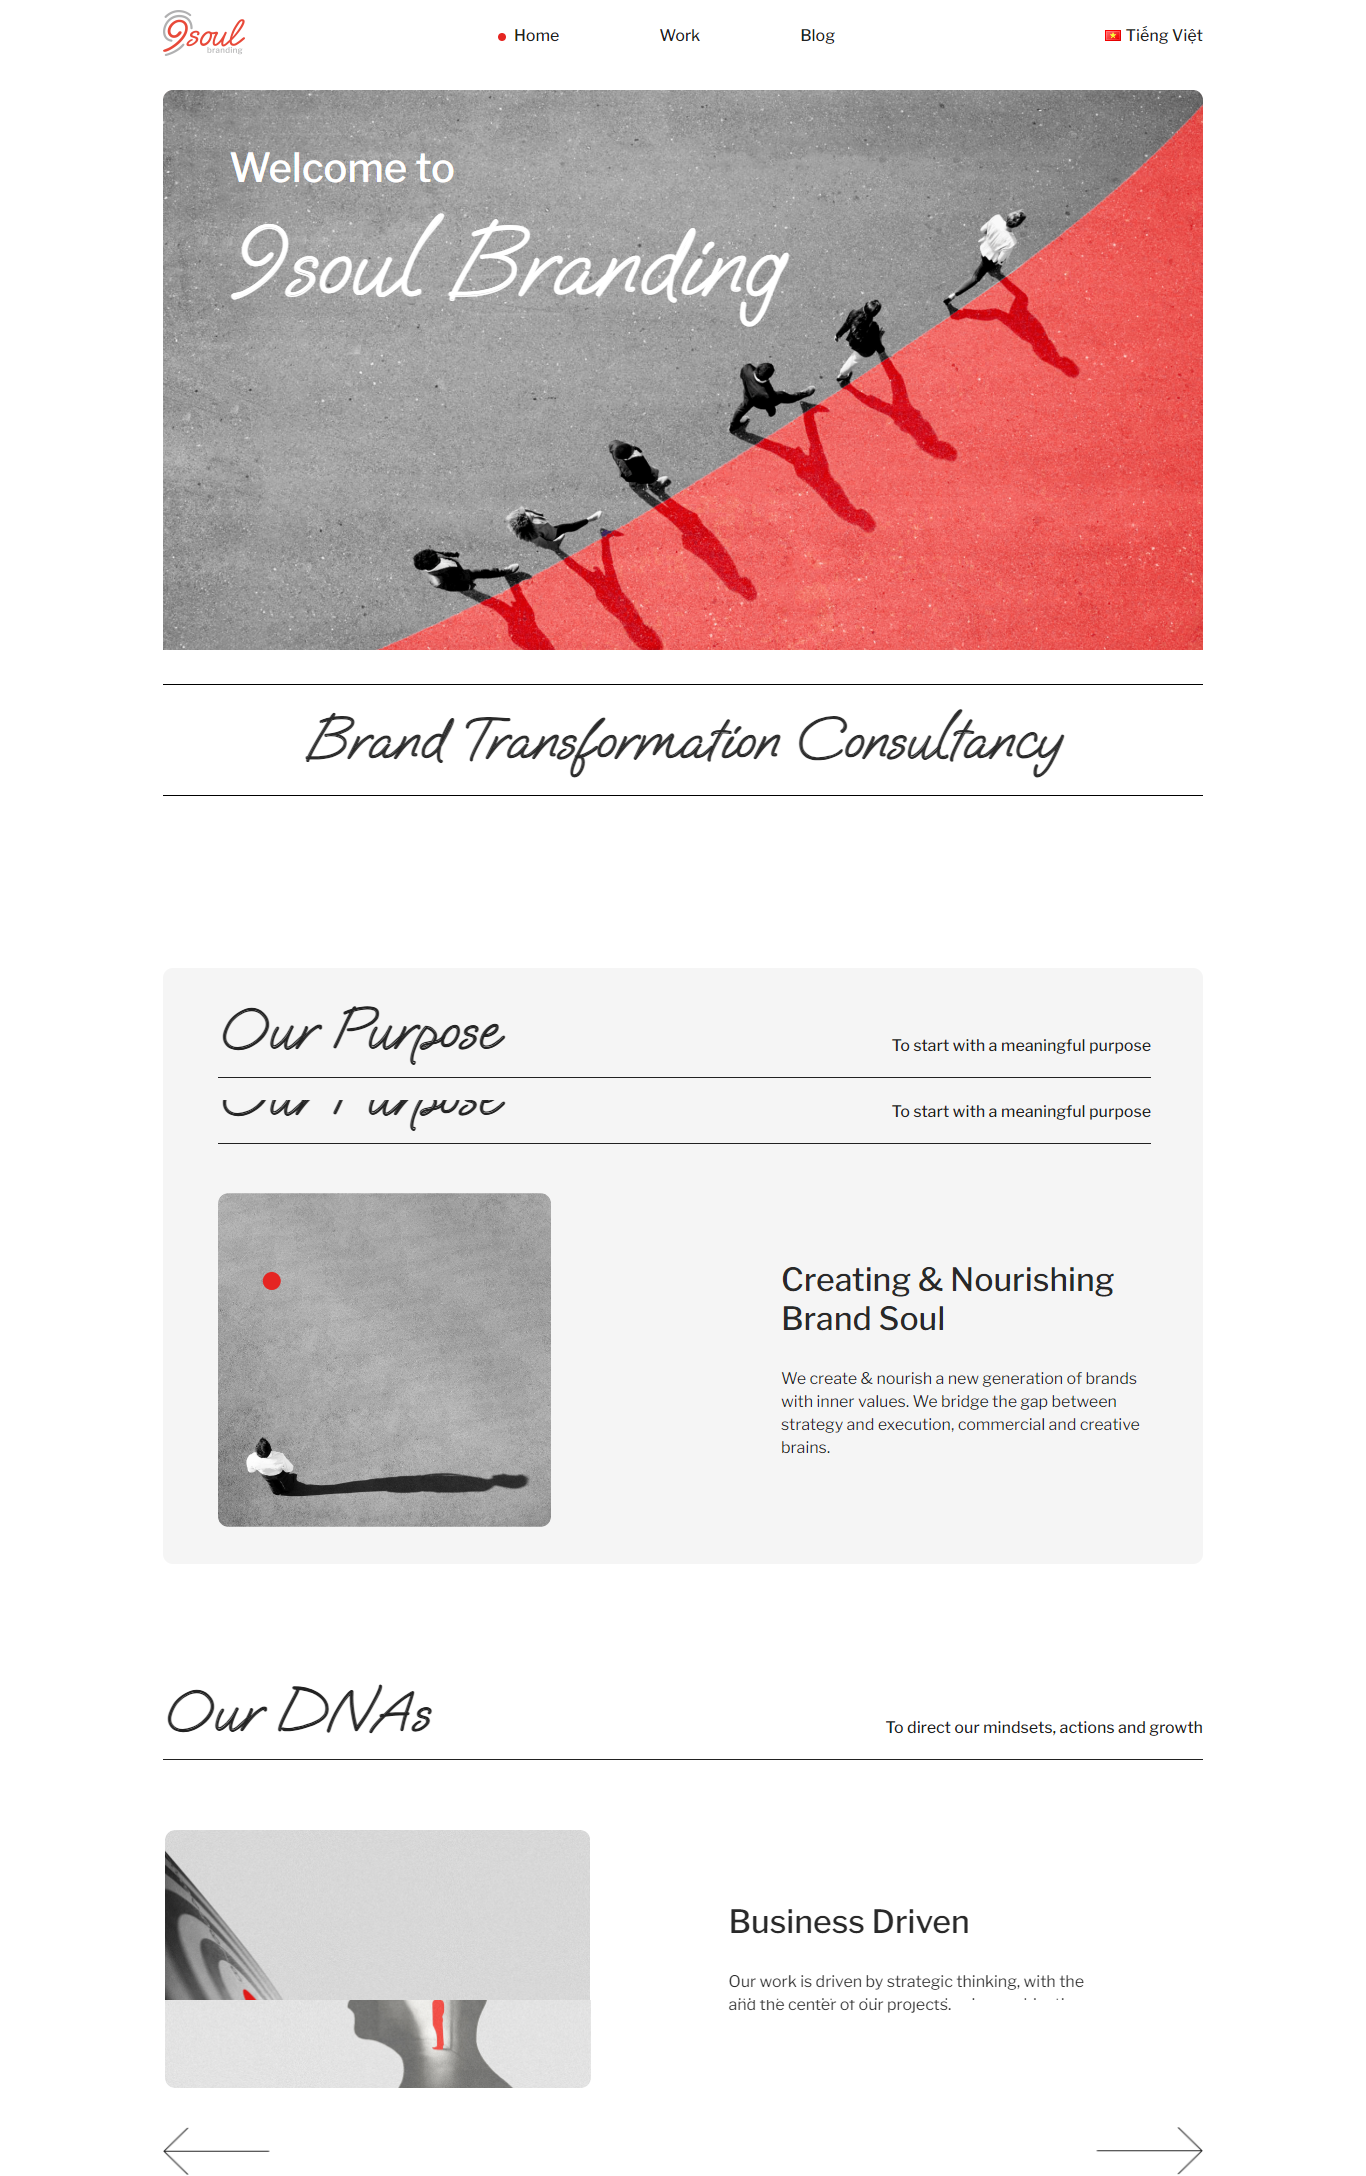 9soul
branding
Home
Work
Blog
Tiếng Việt
Welcome to
9soul Branding
Brand Transformation Consultancy
Our Purpose
To start with a meaningful purpose
Our Purpose
To start with a meaningful purpose
Creating & Nourishing
Brand Soul
We create & nourish a new generation of brands
with inner values. We bridge the gap between
strategy and execution, commercial and creative
brains.
Our DNAs
To direct our mindsets, actions and growth
Business Driven
Our work is driven by strategic thinking, with the
and the center of our projects.